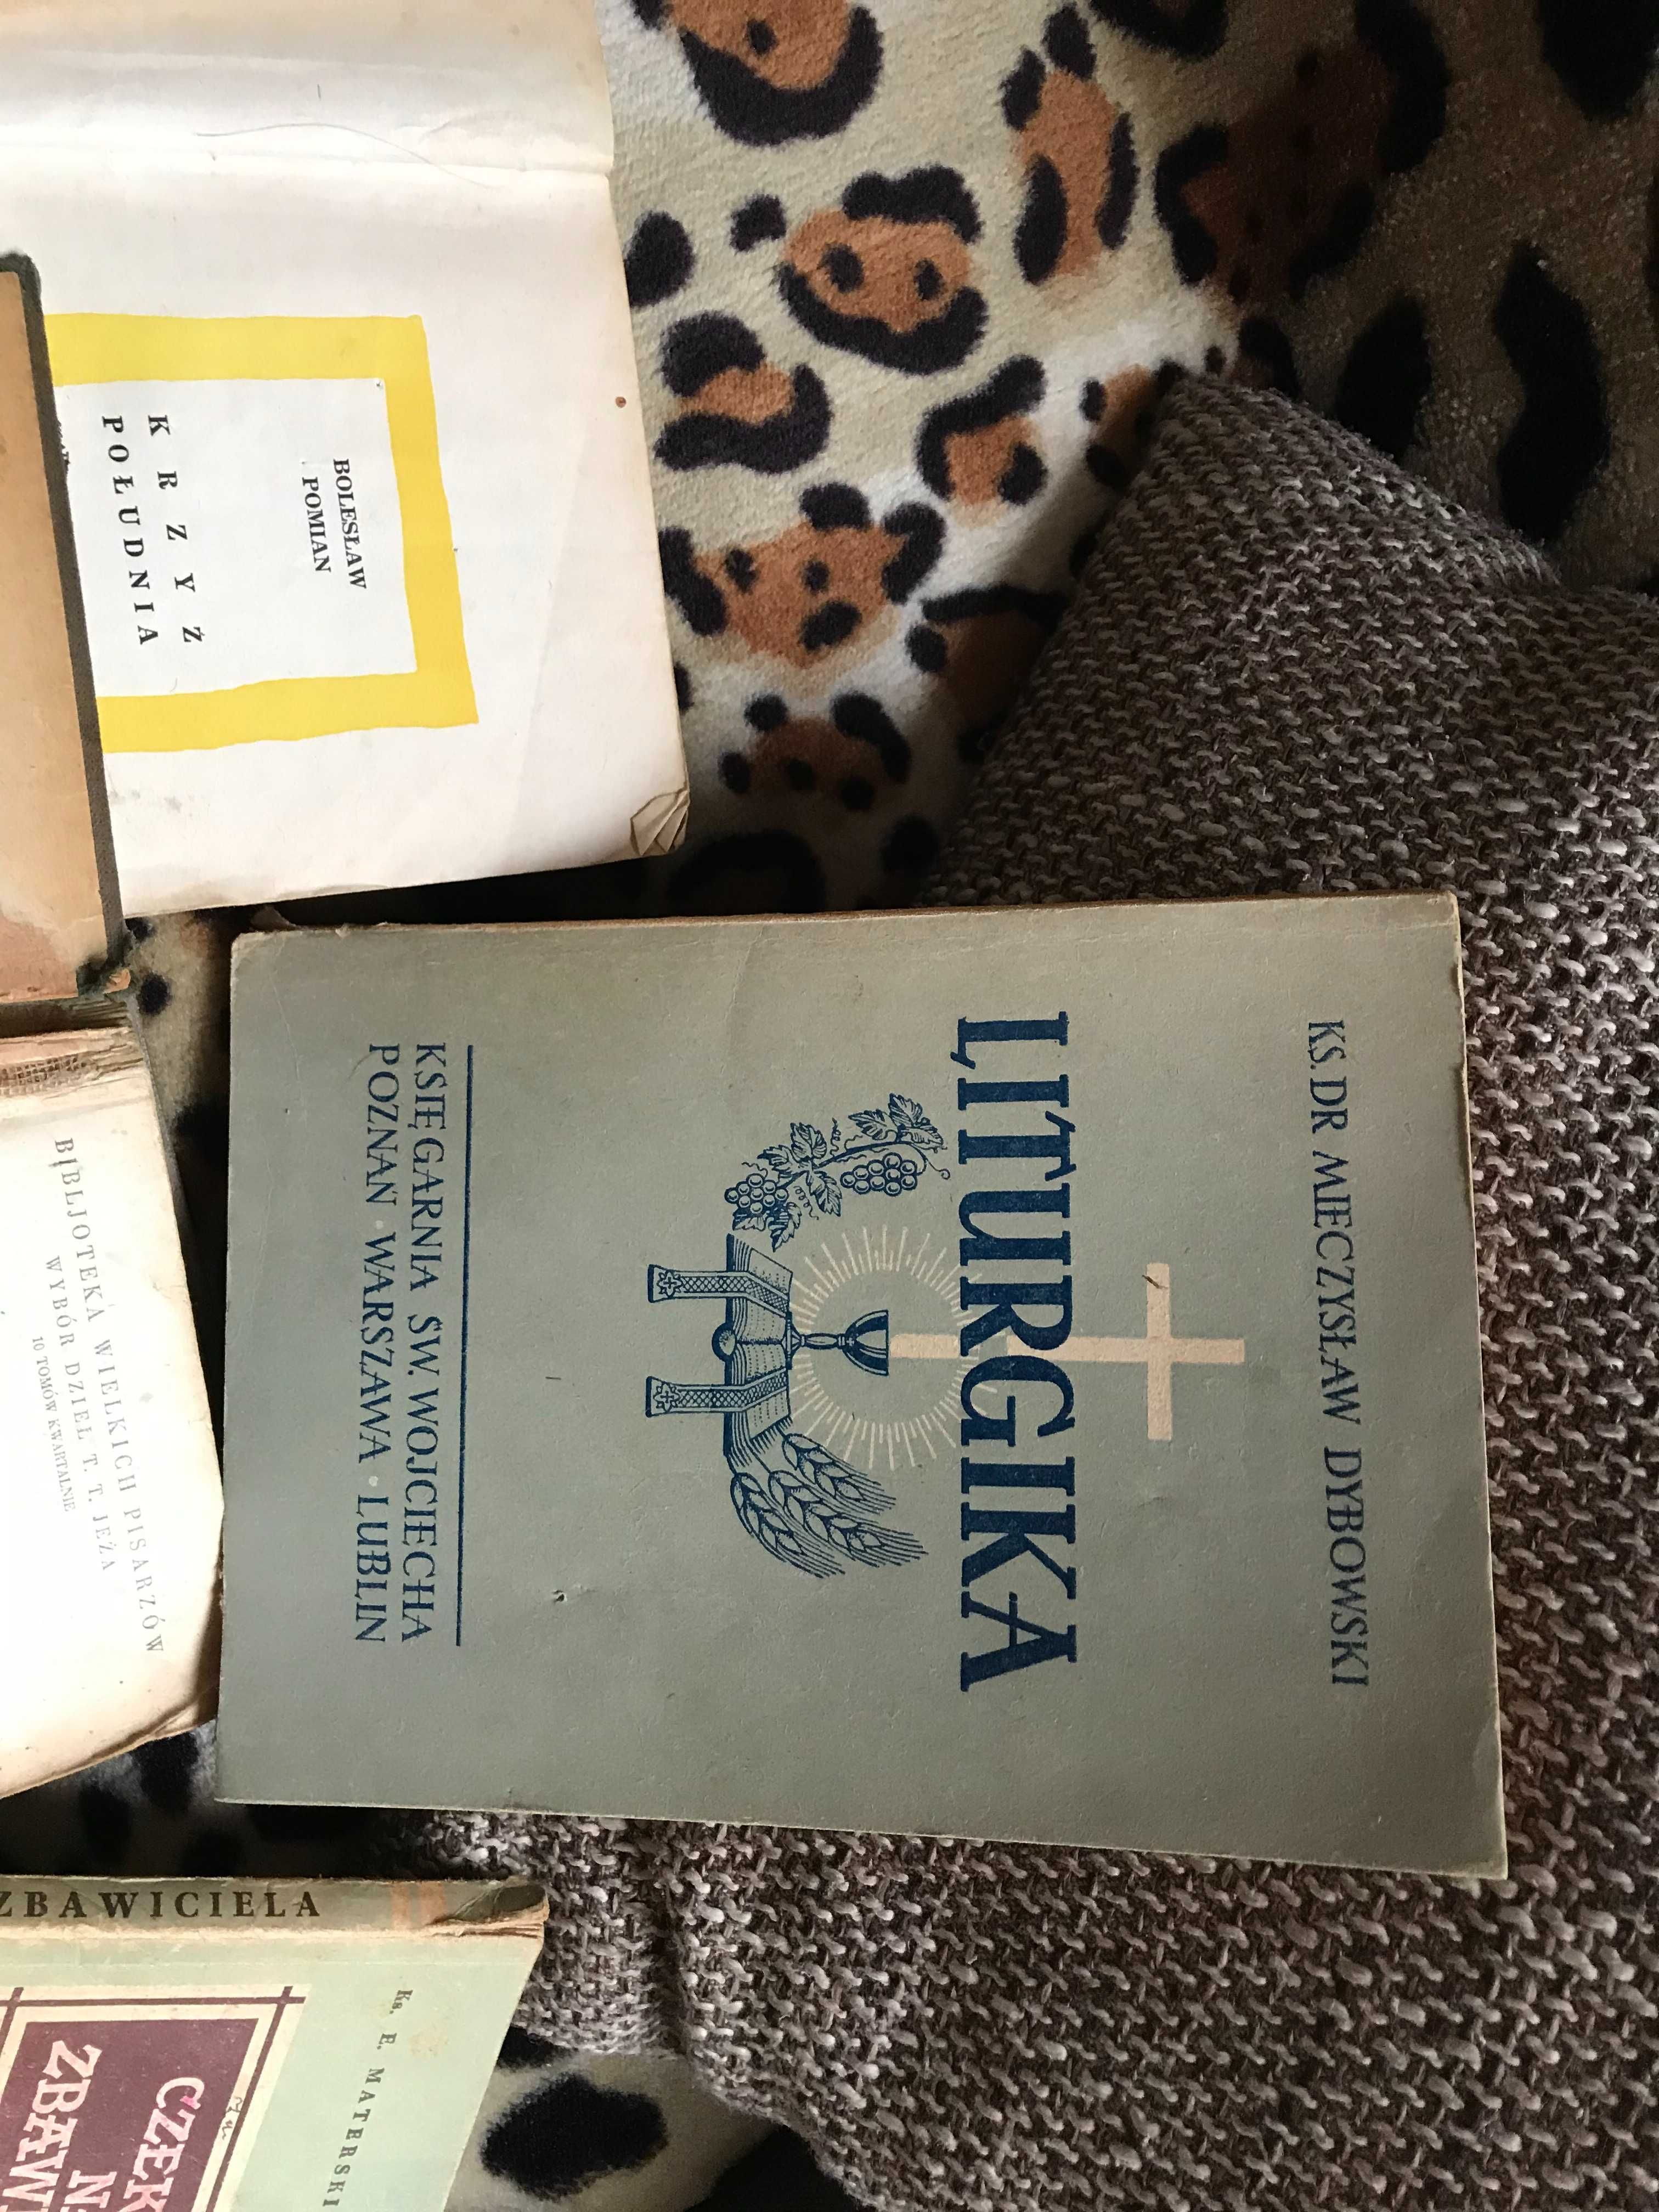 BOLESŁAW
POMIAN
KRZYŻ
POŁUDNIA
KS. DR MIECZYSŁAW DYBOWSKI
LITURGIKA
KSIĘGARNIA ŚW. WOJCIECHA
POZNAŃ • WARSZAWA • LUBLIN
BIBLJOTEKA WIELKICH PISARZÓW
WYBÓR DZIEŁ T. T. JEŻA
10 TOMÓW KWARTALNIE
ZBAWICIELA
Ks. E. MATERSKI